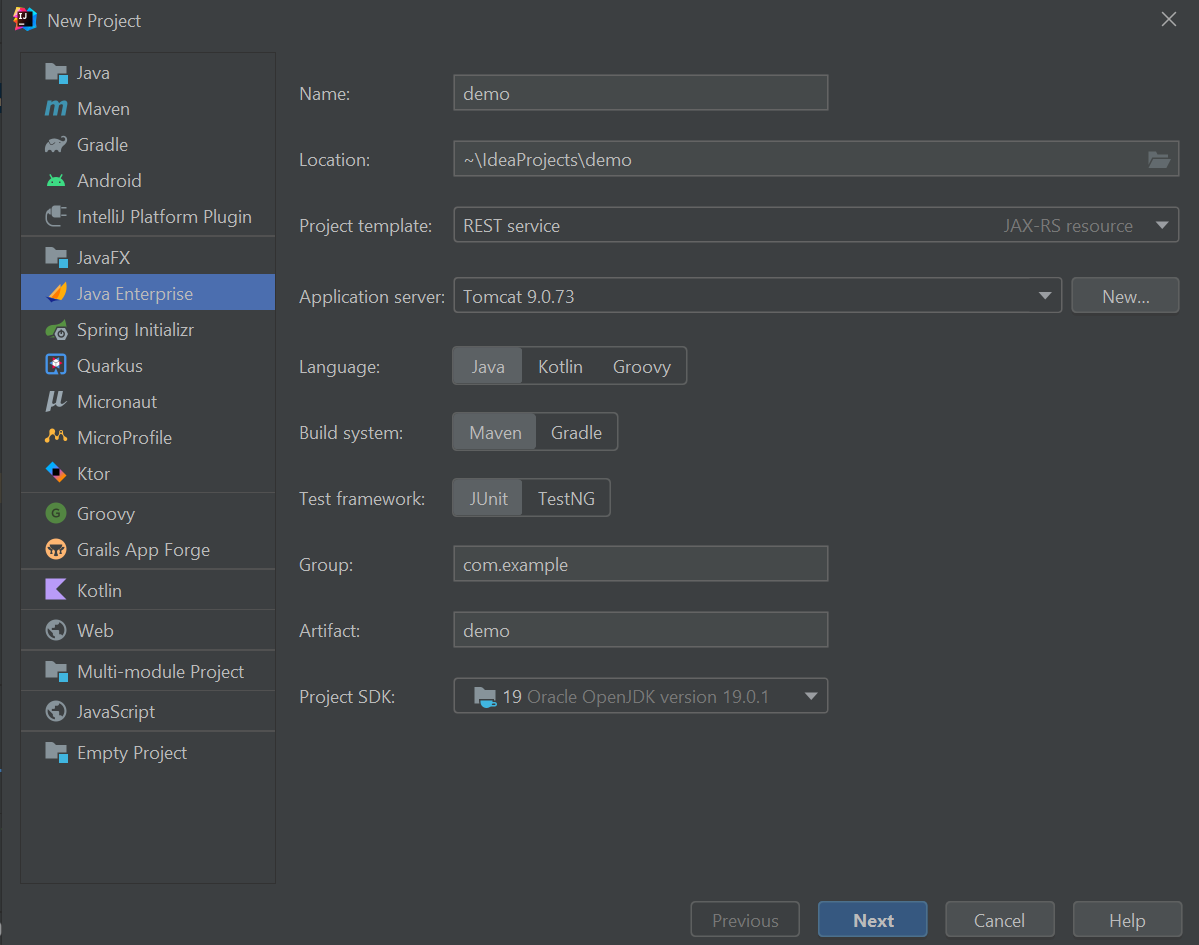 New Project
Java
Maven
Gradle
Android
IntelliJ Platform Plugin
JavaFX
Java Enterprise
Spring Initializr
Quarkus
Micronaut
MicroProfile
Ktor
Groovy
Grails App Forge
Kotlin
Web
Multi-module Project
JavaScript
Empty Project
Name: demo
Location: ~\IdeaProjects\demo
Project template: REST service JAX-RS resource
Application server: Tomcat 9.0.73 New...
Language: Java Kotlin Groovy
Build system: Maven Gradle
Test framework: JUnit TestNG
Group: com.example
Artifact: demo
Project SDK: 19 Oracle OpenJDK version 19.0.1
Previous Next Cancel Help